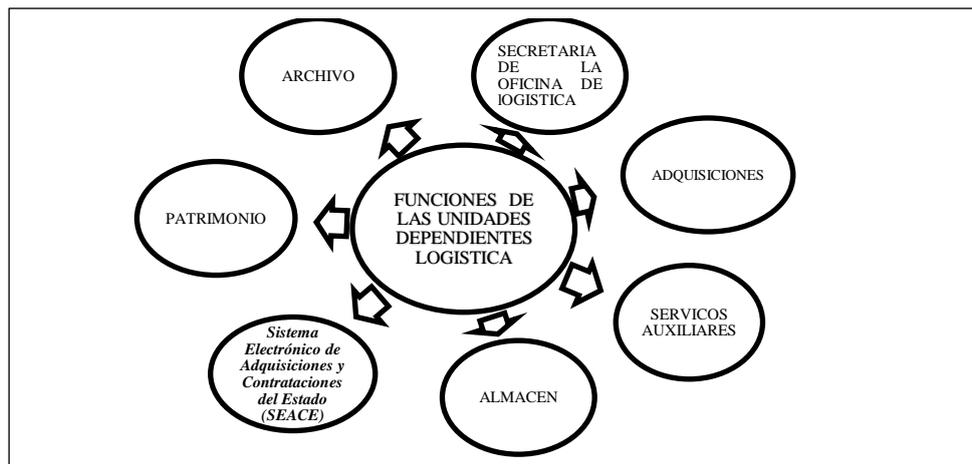 ARCHIVO
SECRETARIA
DE LA
OFICINA DE
lOGISTICA
ADQUISICIONES
PATRIMONIO
FUNCIONES DE
LAS UNIDADES
DEPENDIENTES
LOGISTICA
SERVICOS
AUXILIARES
Sistema
Electrónico de
Adquisiciones y
Contrataciones
del Estado
(SEACE)
ALMACEN